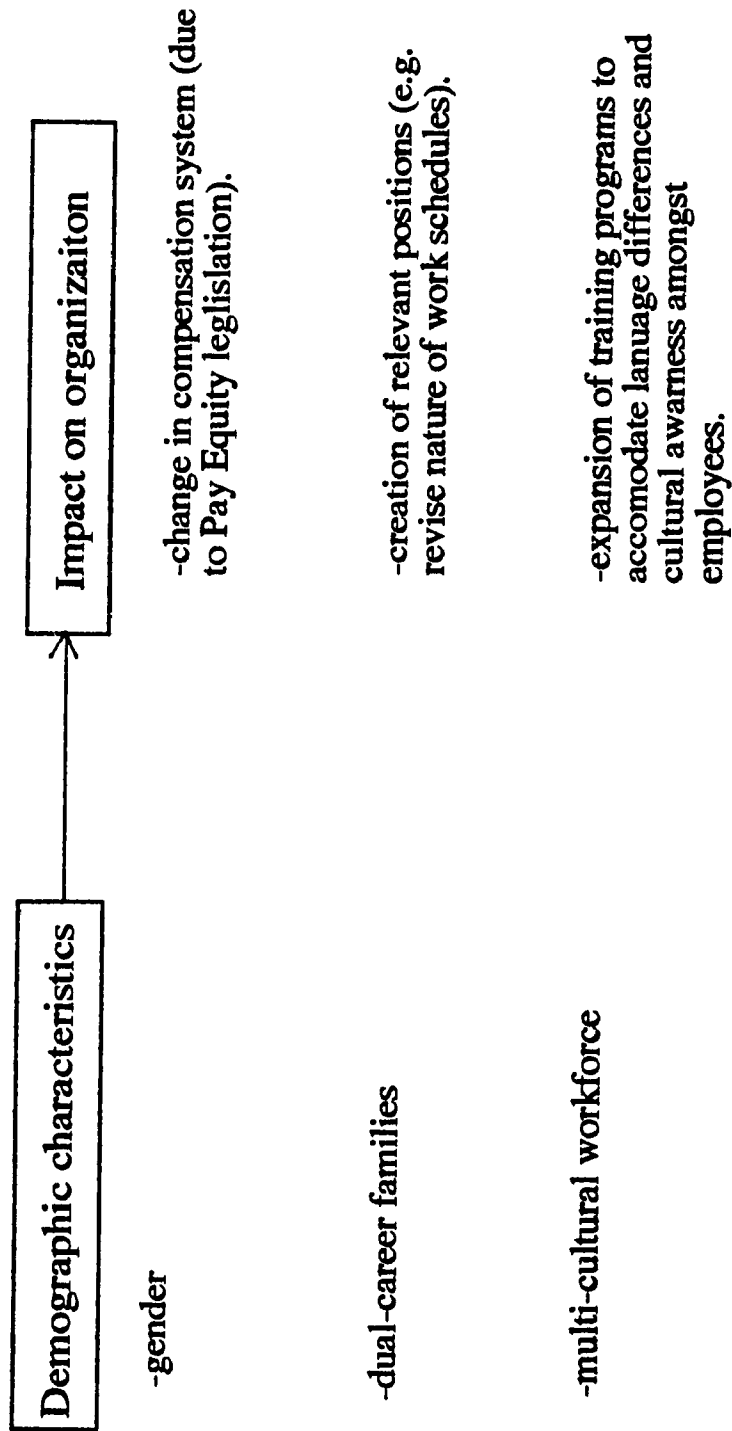 Demographic characteristics
Impact on organizaiton
-gender
-change in compensation system (due
to Pay Equity leglislation).
-dual-career families
-creation of relevant positions (e.g.
revise nature of work schedules).
-multi-cultural workforce
-expansion of training programs to
accomodate lanuage differences and
cultural awarness amongst
employees.